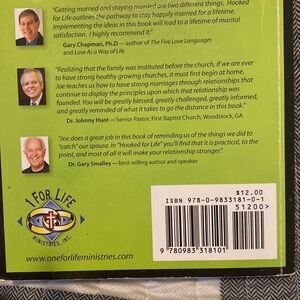 "Getting married and staying married are two different things. Hooked
for Life outlines the pathway to stay happily married for a lifetime.
Implementing the ideas in this book will lead to a lifetime of marital
satisfaction. I highly recommend it."
Gary Chapman, Ph.D — author of The Five Love Languages
and Love As a Way of Life
"Realizing that the family was instituted before the church, if we are ever
to have strong healthy growing churches, it must first begin at home.
Joe teaches us how to have strong marriages through relationships that
continue to display the principles upon which that relationship was
founded. You will be greatly blessed, greatly challenged, greatly encouraged,
and greatly reminded of what it takes to go the distance in this book."
Dr. Johnny Hunt — Senior Pastor, First Baptist Church, Woodstock, GA
"Joe does a great job in this book of reminding us of the things we did to
"catch" our spouse. In "Hooked for Life" you'll find that it is practical, to the
point, and most of all it will make your relationship stronger."
Dr. Gary Smalley — best-selling author and speaker
1 FOR LIFE
MINISTRIES, INC.
www.oneforlifeministries.com
$12.00
ISBN 978-0-9833181-0-1
51200>
9 780983 318101